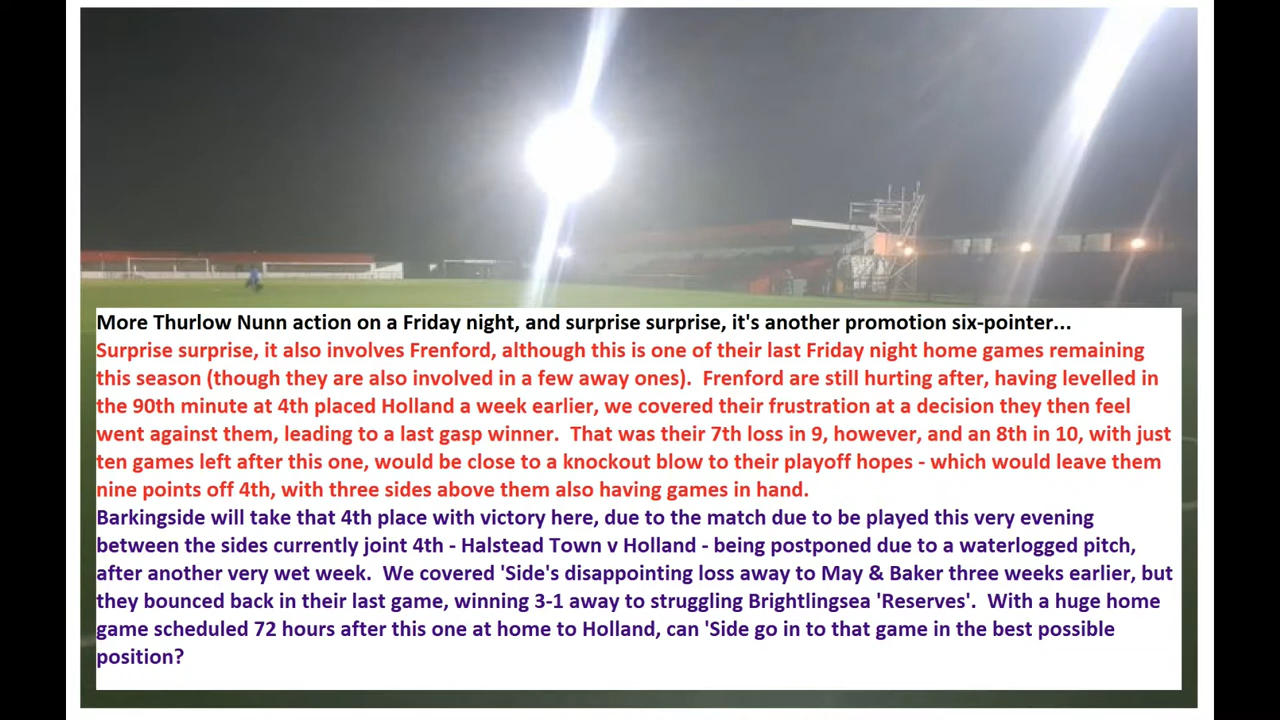 More Thurlow Nunn action on a Friday night, and surprise surprise, it's another promotion six-pointer...
Surprise surprise, it also involves Frenford, although this is one of their last Friday night home games remaining
this season (though they are also involved in a few away ones).  Frenford are still hurting after, having levelled in
the 90th minute at 4th placed Holland a week earlier, we covered their frustration at a decision they then feel
went against them, leading to a last gasp winner.  That was their 7th loss in 9, however, and an 8th in 10, with just
ten games left after this one, would be close to a knockout blow to their playoff hopes - which would leave them
nine points off 4th, with three sides above them also having games in hand.
Barkingside will take that 4th place with victory here, due to the match due to be played this very evening
between the sides currently joint 4th - Halstead Town v Holland - being postponed due to a waterlogged pitch,
after another very wet week.  We covered 'Side's disappointing loss away to May & Baker three weeks earlier, but
they bounced back in their last game, winning 3-1 away to struggling Brightlingsea 'Reserves'.  With a huge home
game scheduled 72 hours after this one at home to Holland, can 'Side go in to that game in the best possible
position?